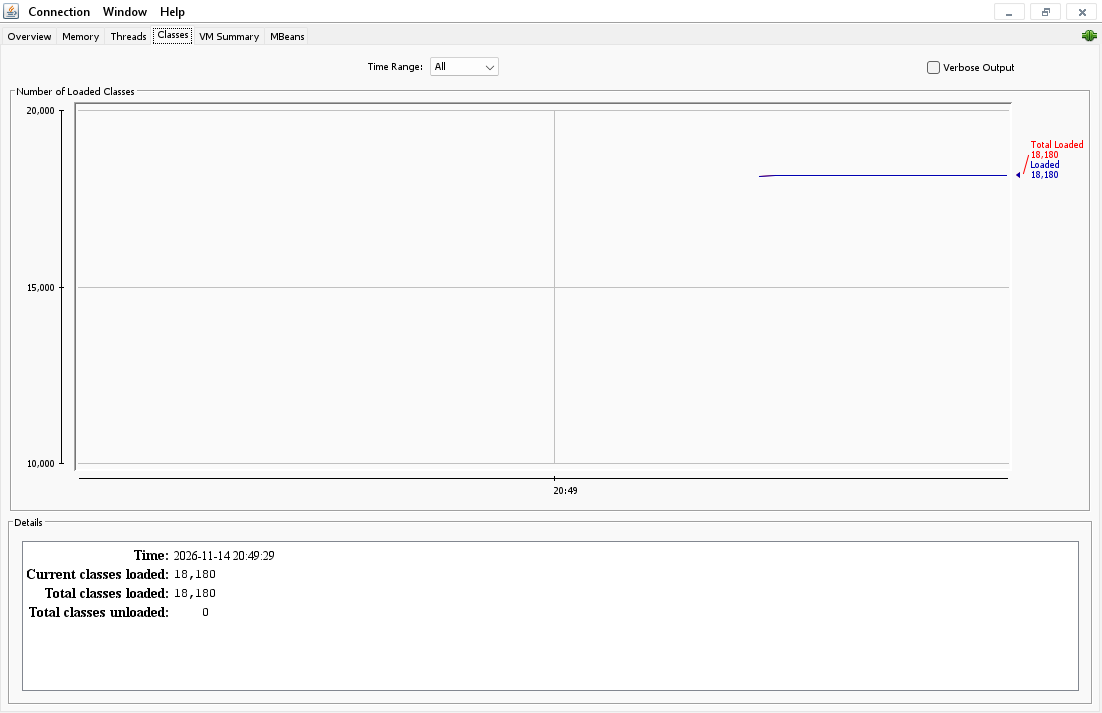 Connection Window Help
Overview Memory Threads Classes VM Summary MBeans
Time Range: All Verbose Output
Number of Loaded Classes
20,000
15,000
10,000
Total Loaded
18,180
Loaded
18,180
20:49
Details
Time: 2026-11-14 20:49:29
Current classes loaded: 18,180
Total classes loaded: 18,180
Total classes unloaded: 0